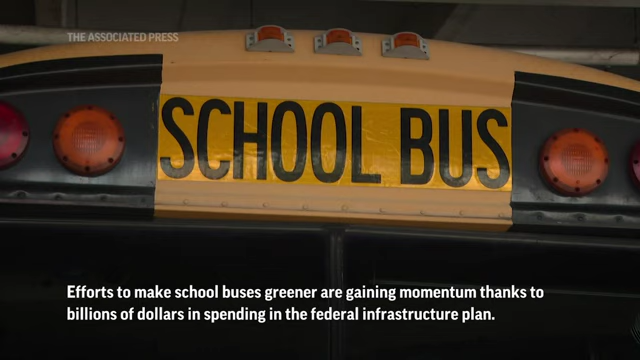 THE ASSOCIATED PRESS
SCHOOL BUS
Efforts to make school buses greener are gaining momentum thanks to
billions of dollars in spending in the federal infrastructure plan.